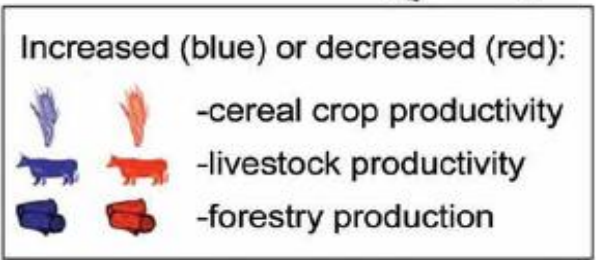 Increased (blue) or decreased (red):
-cereal crop productivity
-livestock productivity
-forestry production